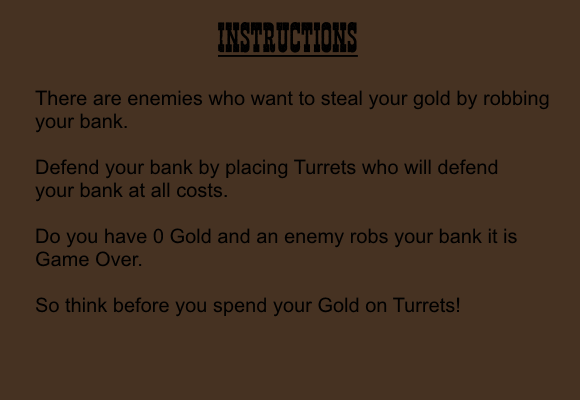 INSTRUCTIONS
There are enemies who want to steal your gold by robbing
your bank.
Defend your bank by placing Turrets who will defend
your bank at all costs.
Do you have 0 Gold and an enemy robs your bank it is
Game Over.
So think before you spend your Gold on Turrets!